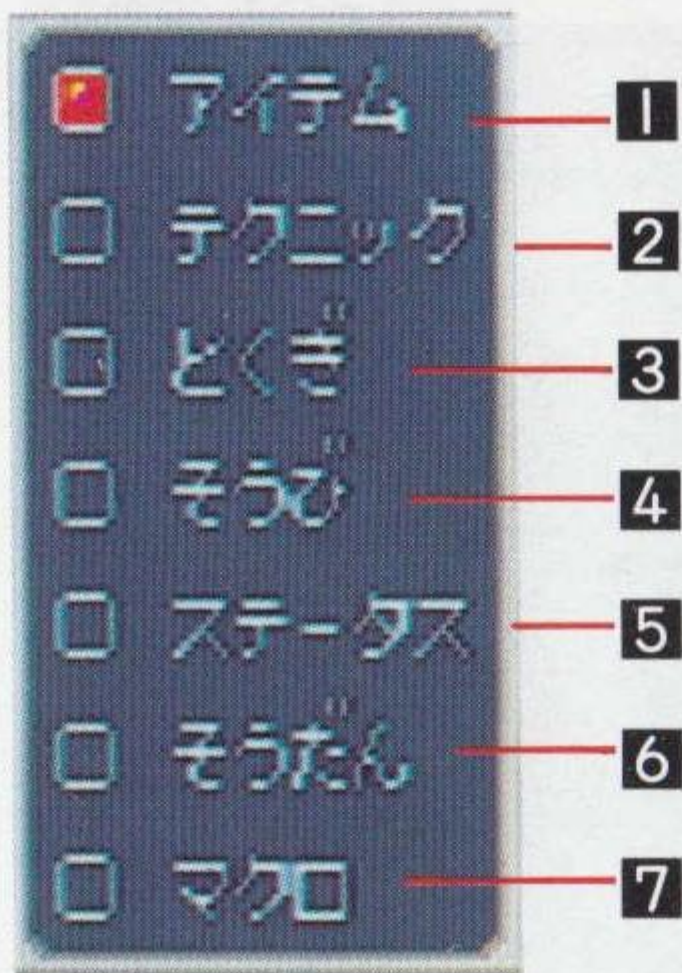 アイテム 1
テクニック 2
とくぎ 3
そうび 4
ステータス 5
そうだん 6
マクロ 7